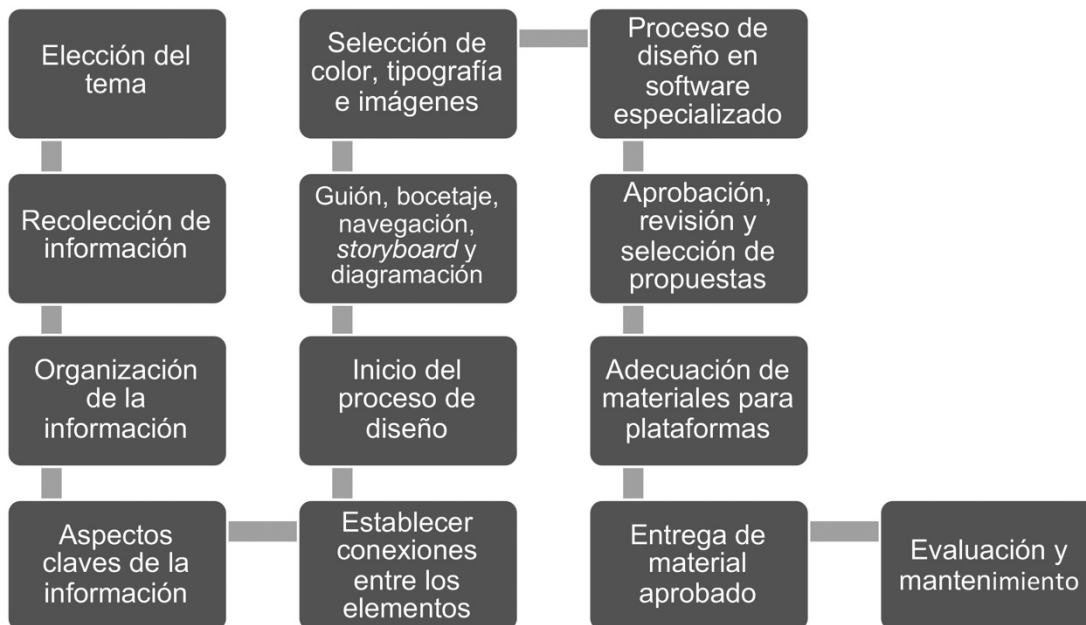 Elección del
tema
Recolección de
información
Organización
de la
información
Aspectos
claves de la
información
Establecer
conexiones
entre los
elementos
Inicio del
proceso de
diseño
Guión, bocetaje,
navegación,
storyboard y
diagramación
Selección de
color, tipografía
e imágenes
Proceso de
diseño en
software
especializado
Aprobación,
revisión y
selección de
propuestas
Adecuación de
materiales para
plataformas
Entrega de
material
aprobado
Evaluación y
mantenimiento